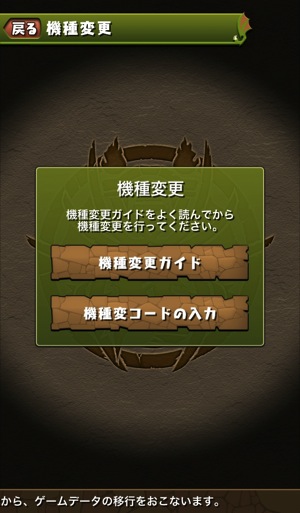 戻る 機種変更
機種変更
機種変更ガイドをよく読んでから
機種変更を行ってください。
機種変更ガイド
機種変コードの入力
から、ゲームデータの移行をおこないます。